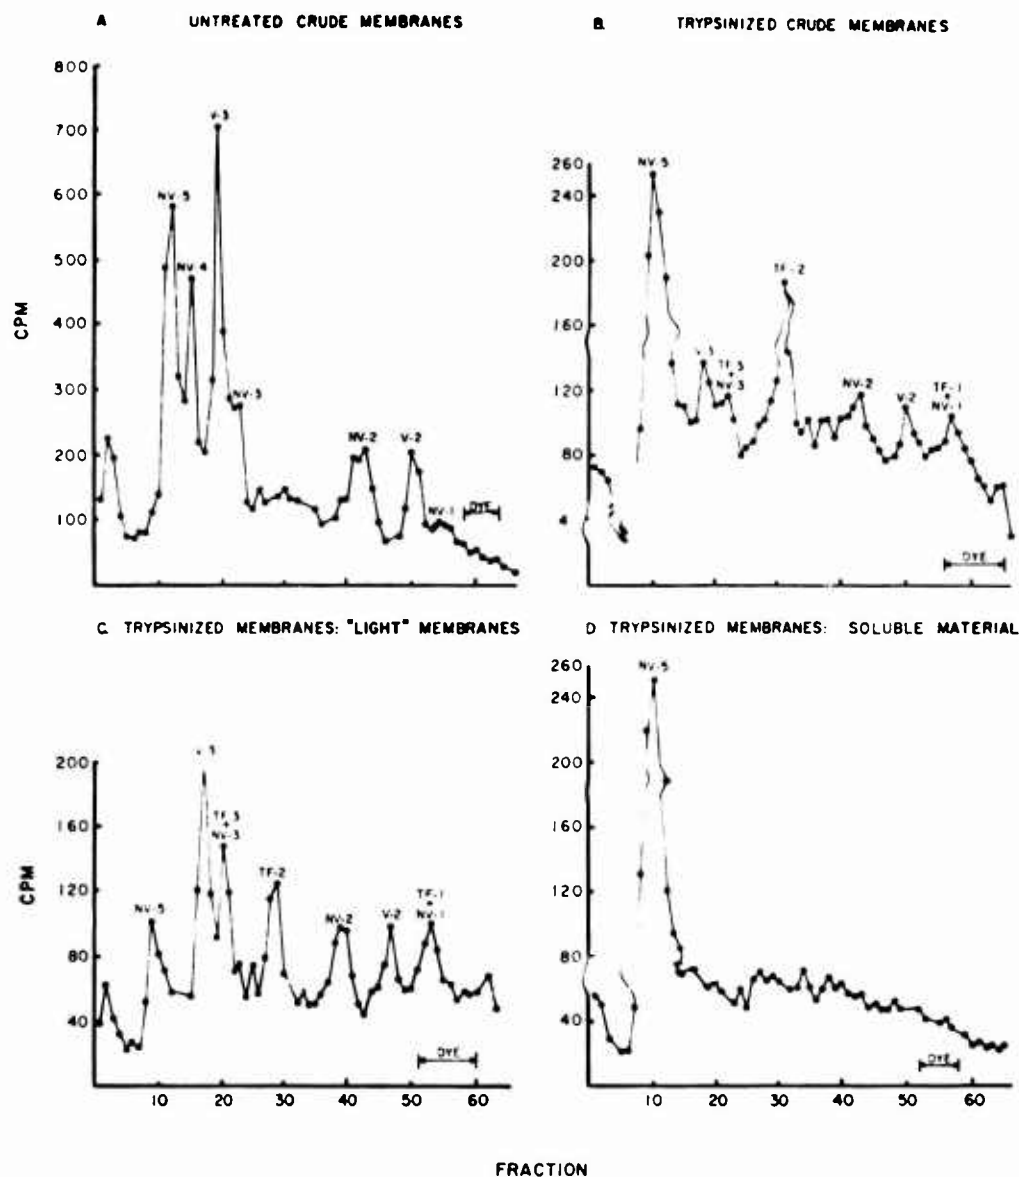 A. UNTREATED CRUDE MEMBRANES
800
700
600
500
400
300
200
100
CPM
V-3
NV-5
NV-4
NV-3
NV-2
V-2
NV-1
DYE
B. TRYPSINIZED CRUDE MEMBRANES
260
240
200
160
120
80
4
NV-5
TF-2
V-3
TF-3
+
NV-3
NV-2
V-2
TF-1
+
NV-1
DYE
C. TRYPSINIZED MEMBRANES: "LIGHT" MEMBRANES
200
160
120
80
40
CPM
TF-3
+
NV-3
NV-5
TF-2
NV-2
V-2
TF-1
+
NV-1
DYE
10 20 30 40 50 60
D TRYPSINIZED MEMBRANES: SOLUBLE MATERIAL
260
240
200
160
120
80
40
NV-5
DYE
10 20 30 40 50 60
FRACTION